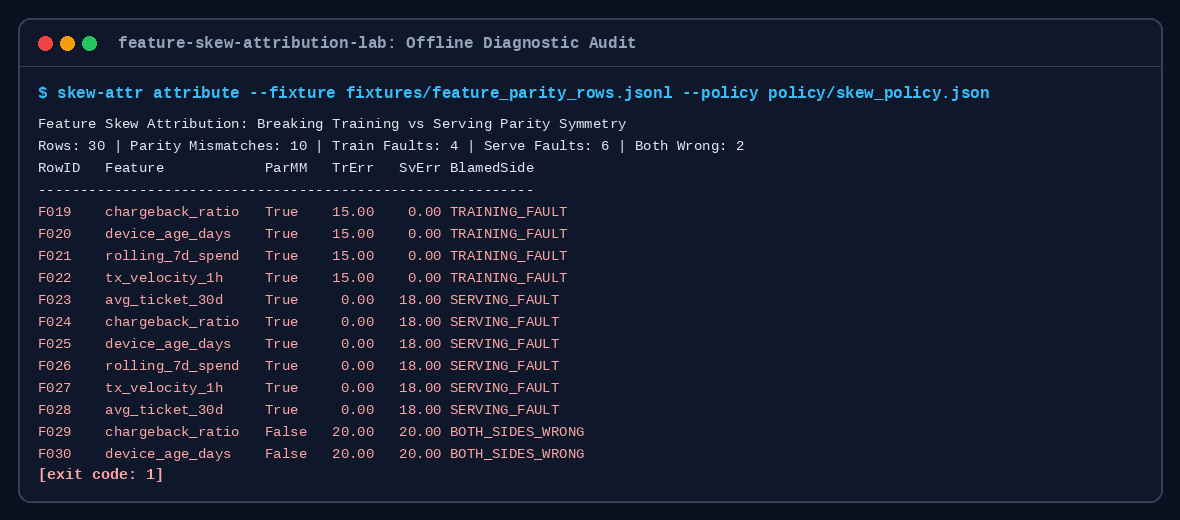 feature-skew-attribution-lab: Offline Diagnostic Audit
$ skew-attr attribute --fixture fixtures/feature_parity_rows.jsonl --policy policy/skew_policy.json
Feature Skew Attribution: Breaking Training vs Serving Parity Symmetry
Rows: 30 | Parity Mismatches: 10 | Train Faults: 4 | Serve Faults: 6 | Both Wrong: 2
RowID   Feature            ParMM   TrErr   SvErr BlamedSide
-----------------------------------------------------------
F019    chargeback_ratio   True    15.00    0.00 TRAINING_FAULT
F020    device_age_days    True    15.00    0.00 TRAINING_FAULT
F021    rolling_7d_spend   True    15.00    0.00 TRAINING_FAULT
F022    tx_velocity_1h     True    15.00    0.00 TRAINING_FAULT
F023    avg_ticket_30d     True     0.00   18.00 SERVING_FAULT
F024    chargeback_ratio   True     0.00   18.00 SERVING_FAULT
F025    device_age_days    True     0.00   18.00 SERVING_FAULT
F026    rolling_7d_spend   True     0.00   18.00 SERVING_FAULT
F027    tx_velocity_1h     True     0.00   18.00 SERVING_FAULT
F028    avg_ticket_30d     True     0.00   18.00 SERVING_FAULT
F029    chargeback_ratio   False   20.00   20.00 BOTH_SIDES_WRONG
F030    device_age_days    False   20.00   20.00 BOTH_SIDES_WRONG
[exit code: 1]